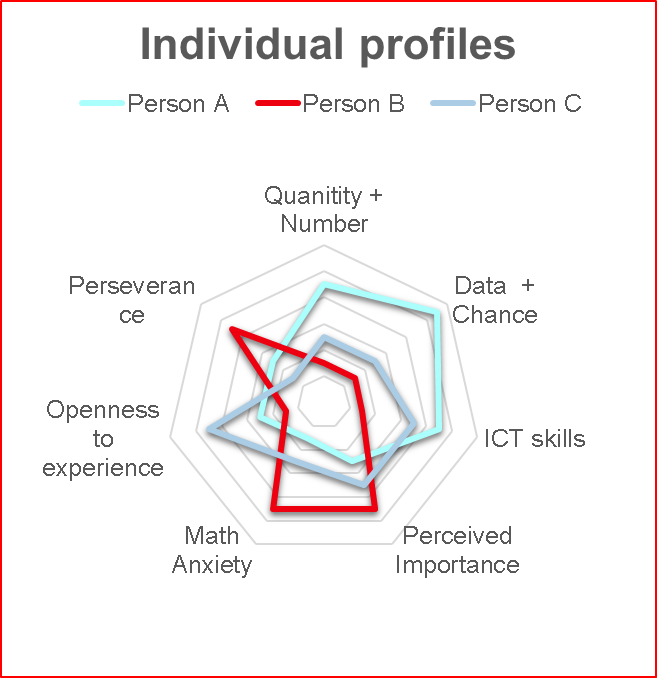 Individual profiles
Person A Person B Person C
Quanitity +
Number
Data +
Chance
ICT skills
Perceived
Importance
Math
Anxiety
Openness
to
experience
Perseveran
ce